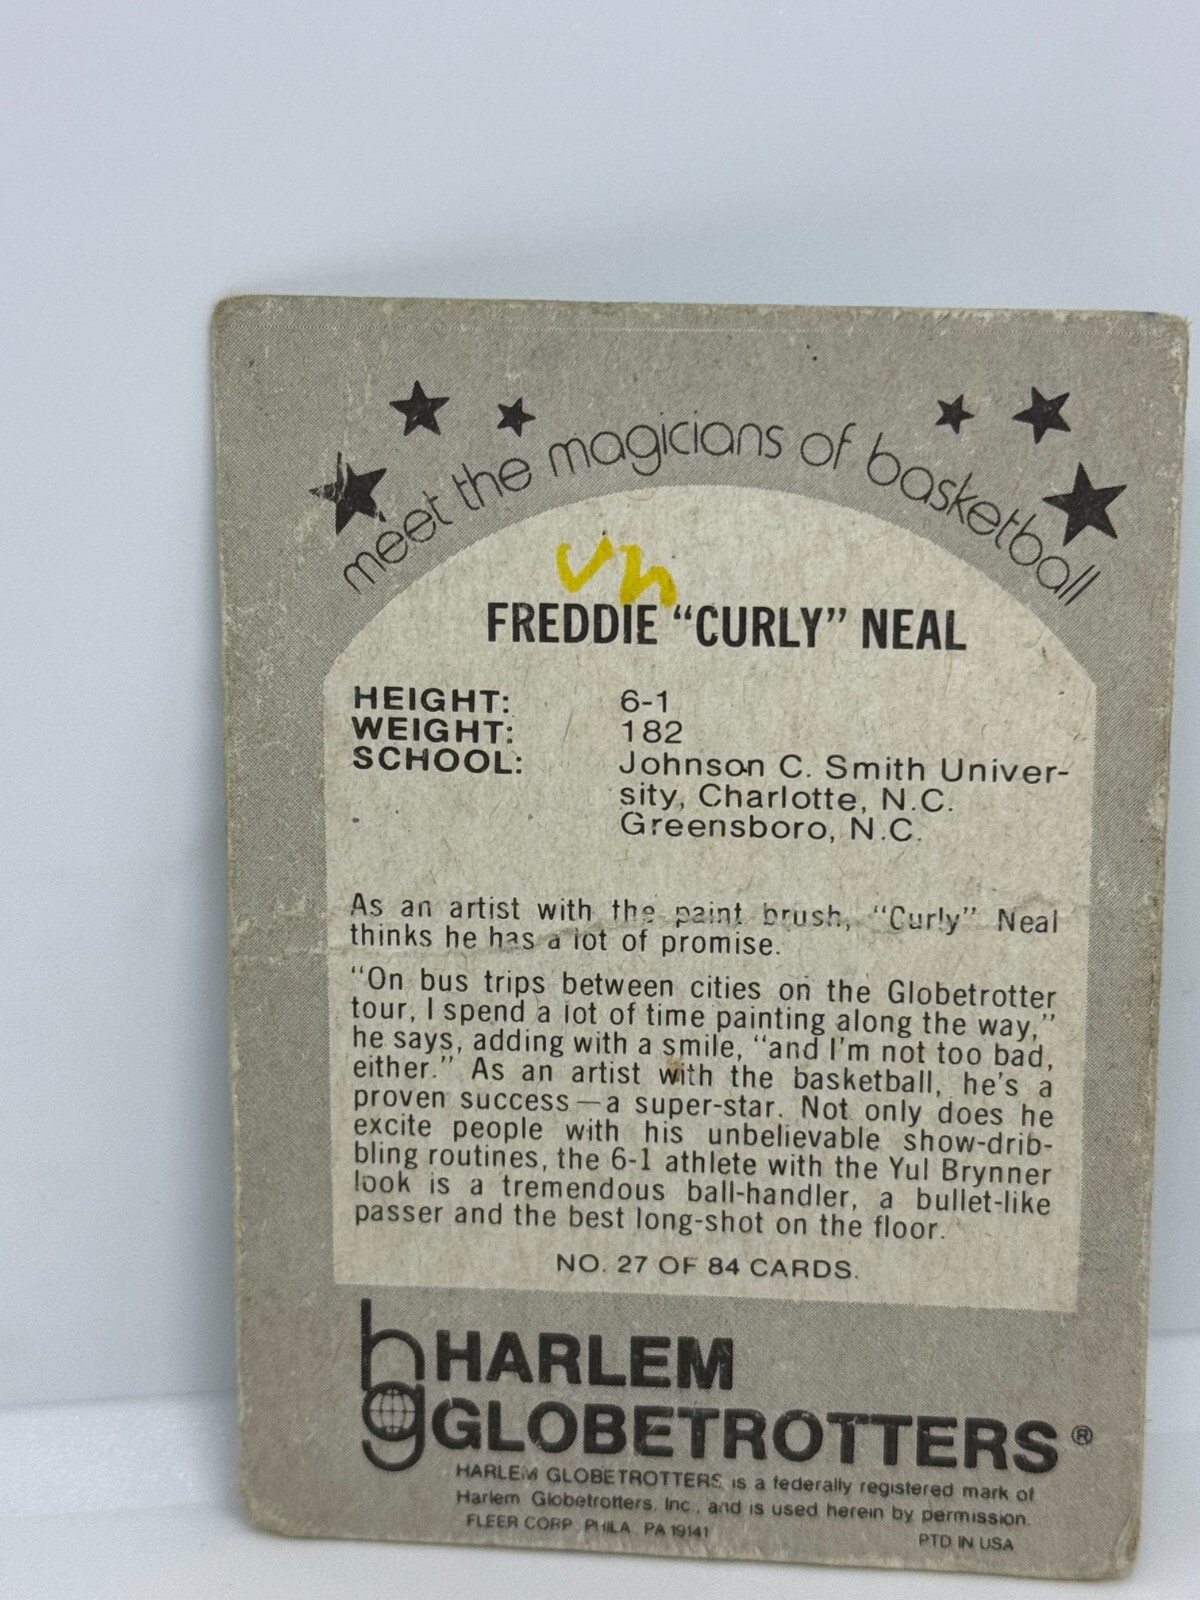 meet the magicians of basketball
FREDDIE “CURLY” NEAL
HEIGHT: 6-1
WEIGHT: 182
SCHOOL: Johnson C. Smith Univer-
sity, Charlotte, N.C.
Greensboro, N.C.
As an artist with the paint brush, “Curly” Neal
thinks he has a lot of promise.
“On bus trips between cities on the Globetrotter
tour, I spend a lot of time painting along the way,”
he says, adding with a smile, “and I'm not too bad,
either.” As an artist with the basketball, he's a
proven success—a super-star. Not only does he
excite people with his unbelievable show-drib-
bling routines, the 6-1 athlete with the Yul Brynner
look is a tremendous ball-handler, a bullet-like
passer and the best long-shot on the floor.
NO. 27 OF 84 CARDS.
hg HARLEM
GLOBETROTTERS®
HARLEM GLOBETROTTERS is a federally registered mark of
Harlem Globetrotters, Inc., and is used herein by permission.
FLEER CORP. PHILA., PA 19141 PTD IN USA